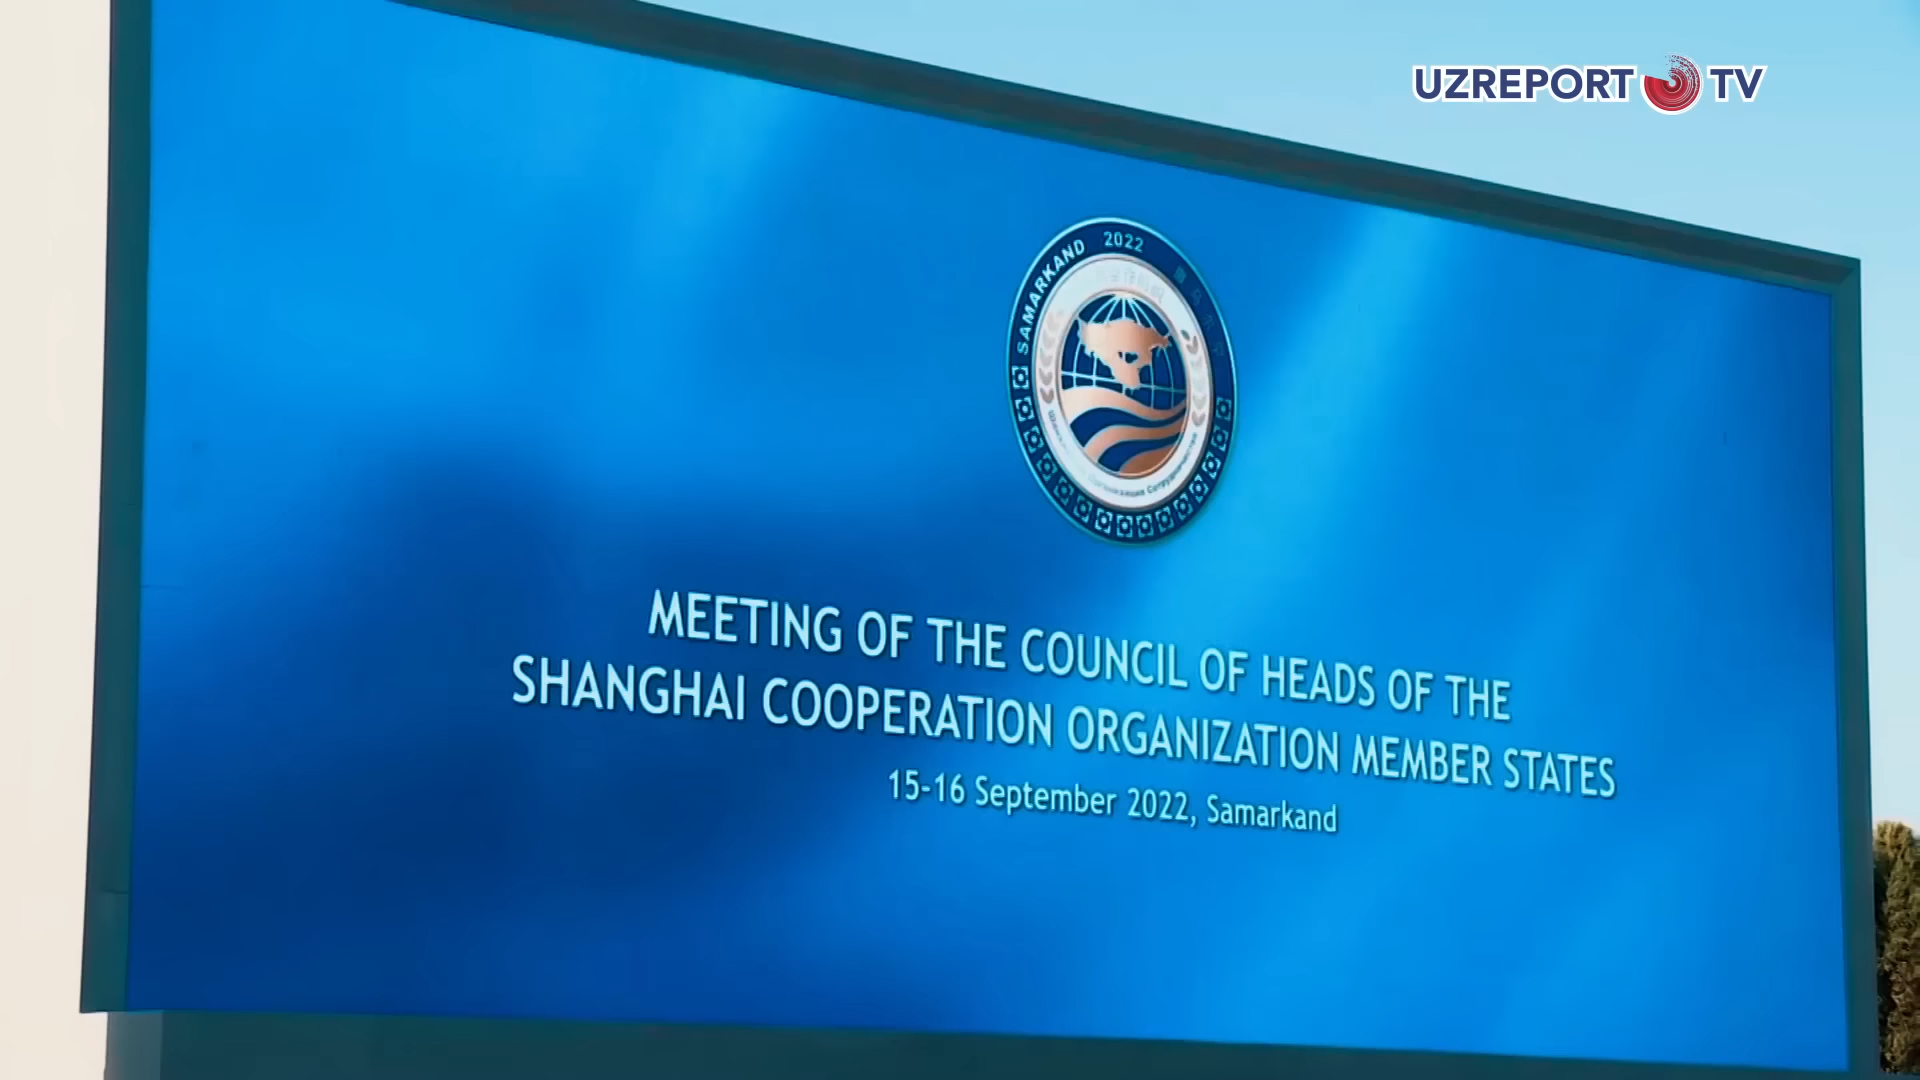 UZREPORT TV
SAMARKAND 2022
MEETING OF THE COUNCIL OF HEADS OF THE
SHANGHAI COOPERATION ORGANIZATION MEMBER STATES
15-16 September 2022, Samarkand